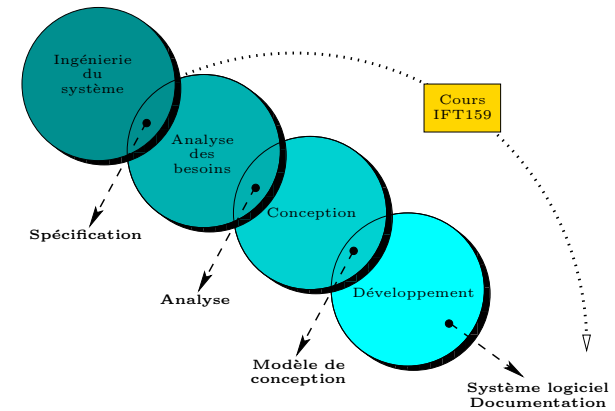 Ingénierie
du
système
Cours
IFT159
Analyse
des
besoins
Conception
Spécification
Développement
Analyse
Modèle de
conception
Système logiciel
Documentation